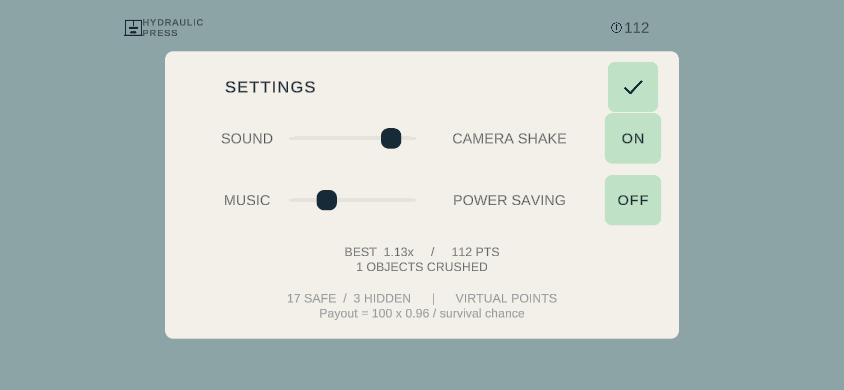 HYDRAULIC
PRESS
112
SETTINGS
SOUND
CAMERA SHAKE
ON
MUSIC
POWER SAVING
OFF
BEST 1.13x / 112 PTS
1 OBJECTS CRUSHED
17 SAFE / 3 HIDDEN | VIRTUAL POINTS
Payout = 100 x 0.96 / survival chance